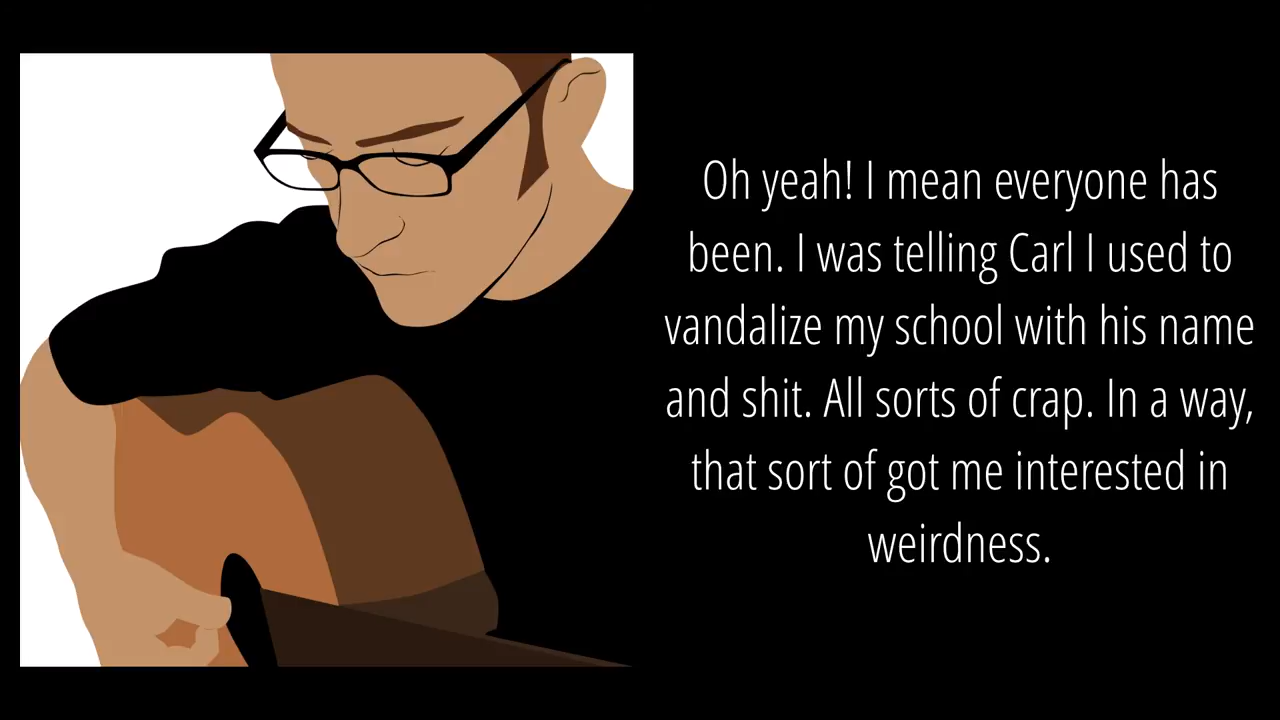 Oh yeah! I mean everyone has
been. I was telling Carl I used to
vandalize my school with his name
and shit. All sorts of crap. In a way,
that sort of got me interested in
weirdness.